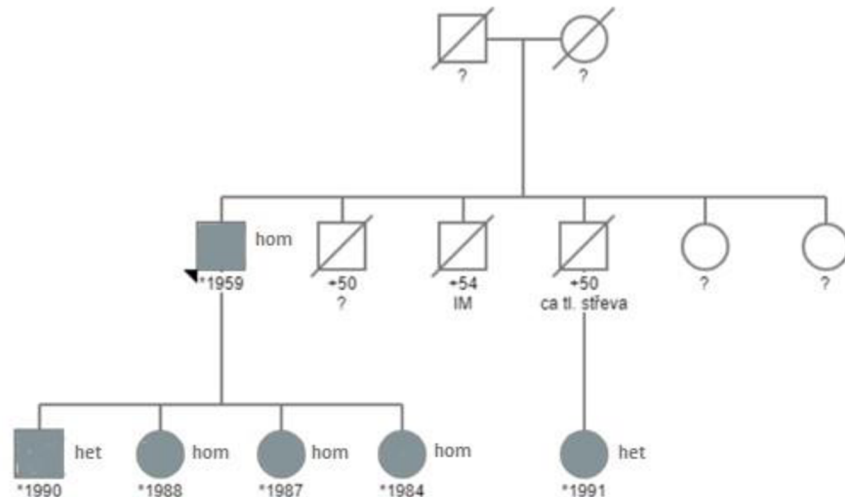 ? ?
hom
*1959 +50 +54 +50 ? ?
? IM ca tl. střeva
het hom hom hom het
*1990 *1988 *1987 *1984 *1991